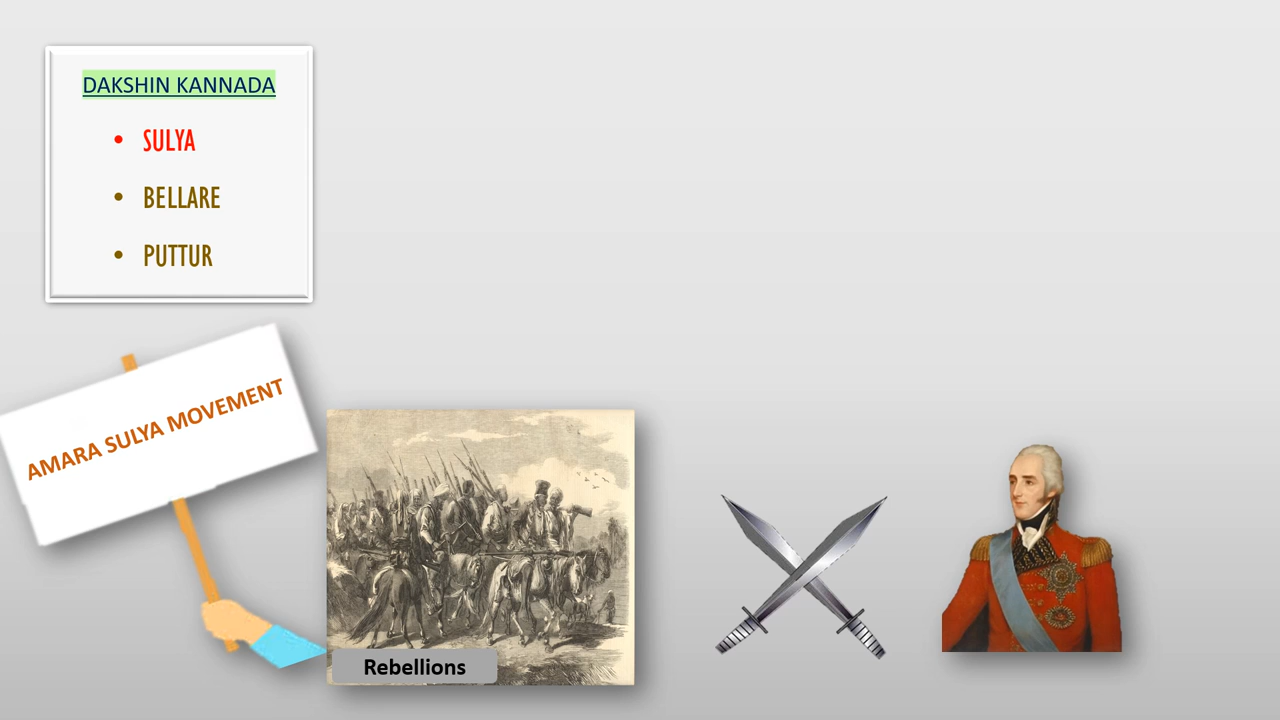 DAKSHIN KANNADA
• SULYA
• BELLARE
• PUTTUR
AMARA SULYA MOVEMENT
Rebellions